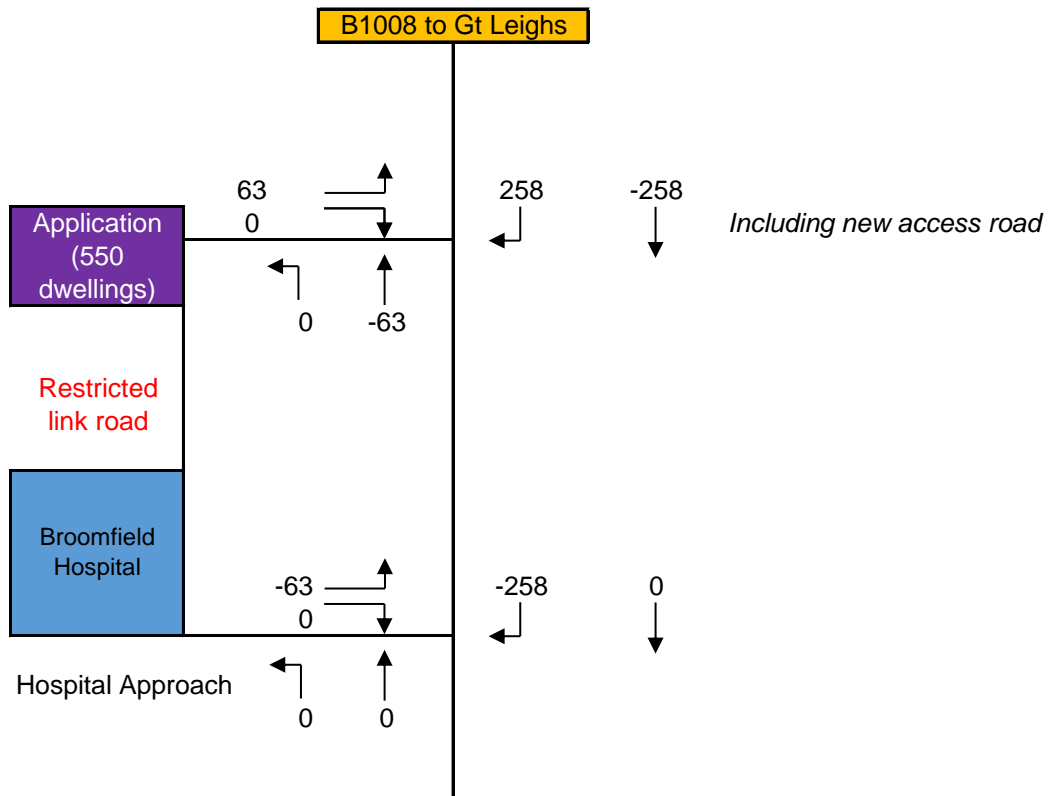 B1008 to Gt Leighs
63
0
258
-258
Including new access road
Application
(550
dwellings)
0
-63
Restricted
link road
Broomfield
Hospital
-63
0
-258
0
Hospital Approach
0
0